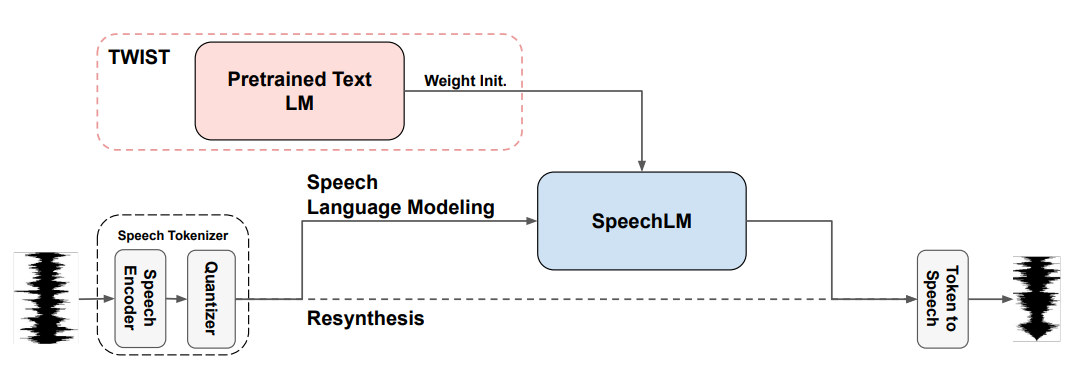 TWIST
Pretrained Text
LM
Weight Init.
Speech
Language Modeling
SpeechLM
Speech Tokenizer
Speech
Encoder
Quantizer
Resynthesis
Token to
Speech